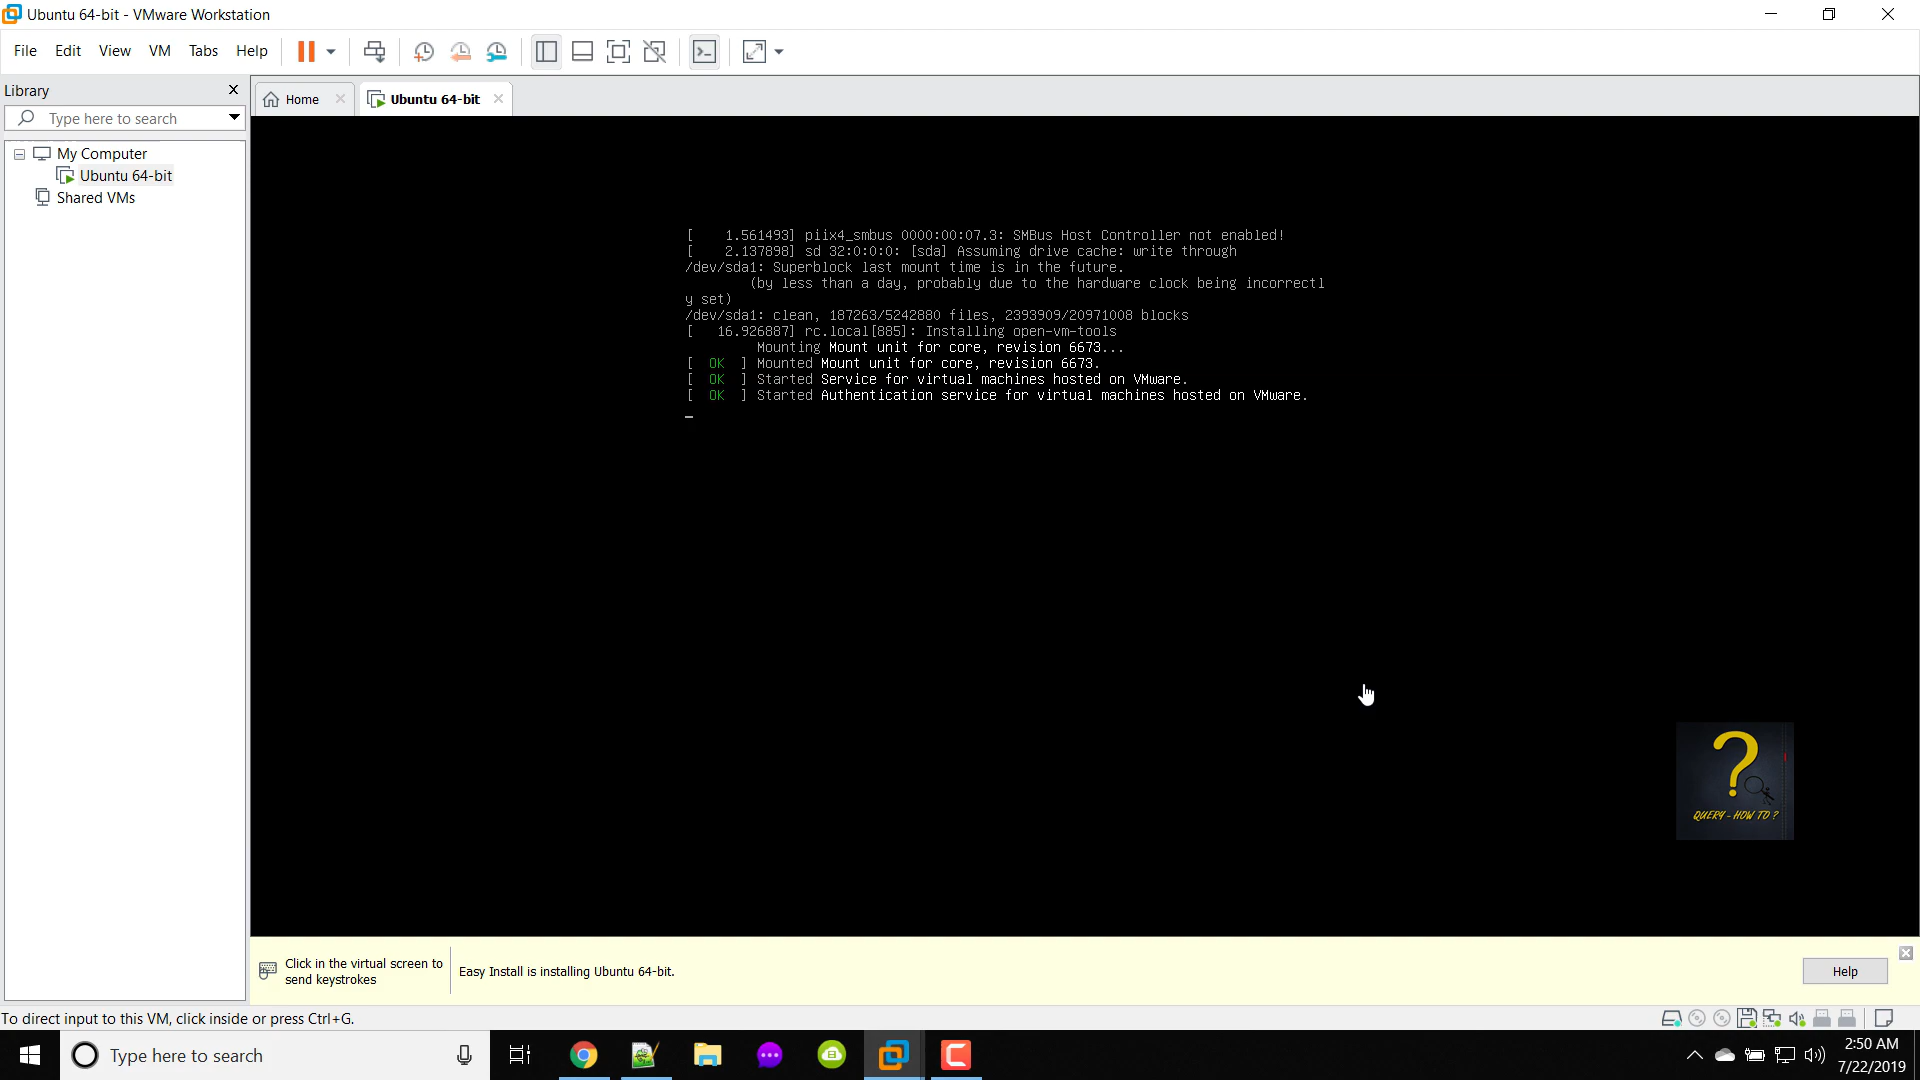 Ubuntu 64-bit - VMware Workstation
File Edit View VM Tabs Help
Library
Type here to search
My Computer
Ubuntu 64-bit
Shared VMs
Home
Ubuntu 64-bit
[    1.561493] piix4_smbus 0000:00:07.3: SMBus Host Controller not enabled!
[    2.137898] sd 32:0:0:0: [sda] Assuming drive cache: write through
/dev/sda1: Superblock last mount time is in the future.
(by less than a day, probably due to the hardware clock being incorrectl
y set)
/dev/sda1: clean, 187263/5242880 files, 2393909/20971008 blocks
[   16.926887] rc.local[885]: Installing open-vm-tools
Mounting Mount unit for core, revision 6673...
[  OK  ] Mounted Mount unit for core, revision 6673.
[  OK  ] Started Service for virtual machines hosted on VMware.
[  OK  ] Started Authentication service for virtual machines hosted on VMware.
?
QUERY - HOW TO ?
Click in the virtual screen to
send keystrokes
Easy Install is installing Ubuntu 64-bit.
Help
To direct input to this VM, click inside or press Ctrl+G.
Type here to search
2:50 AM
7/22/2019